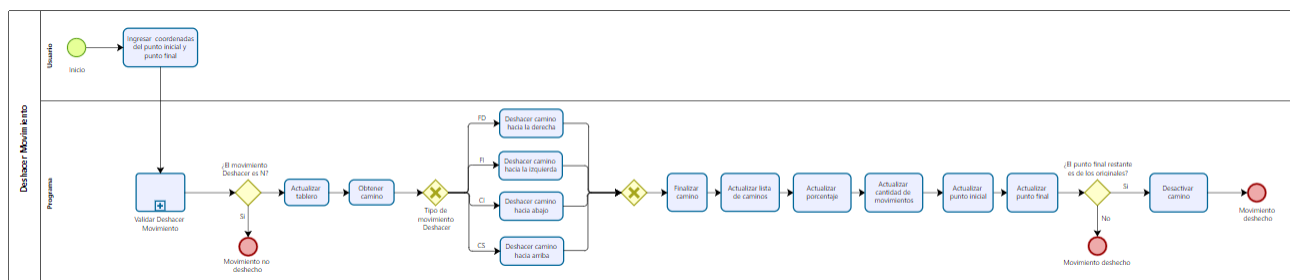 Deshacer Movimiento
Usuario
Inicio
Ingresar coordenadas
del punto inicial y
punto final
Programa
Validar Deshacer
Movimiento
¿El movimiento
Deshacer es N?
Si
Movimiento no
deshecho
Actualizar
tablero
Obtener
camino
Tipo de
movimiento
Deshacer
FD
Deshacer camino
hacia la derecha
FI
Deshacer camino
hacia la izquierda
CI
Deshacer camino
hacia abajo
CS
Deshacer camino
hacia arriba
Finalizar
camino
Actualizar lista
de caminos
Actualizar
porcentaje
Actualizar
cantidad de
movimientos
Actualizar
punto inicial
Actualizar
punto final
¿El punto final restante
es de los originales?
Si
No
Movimiento deshecho
Desactivar
camino
Movimiento
deshecho